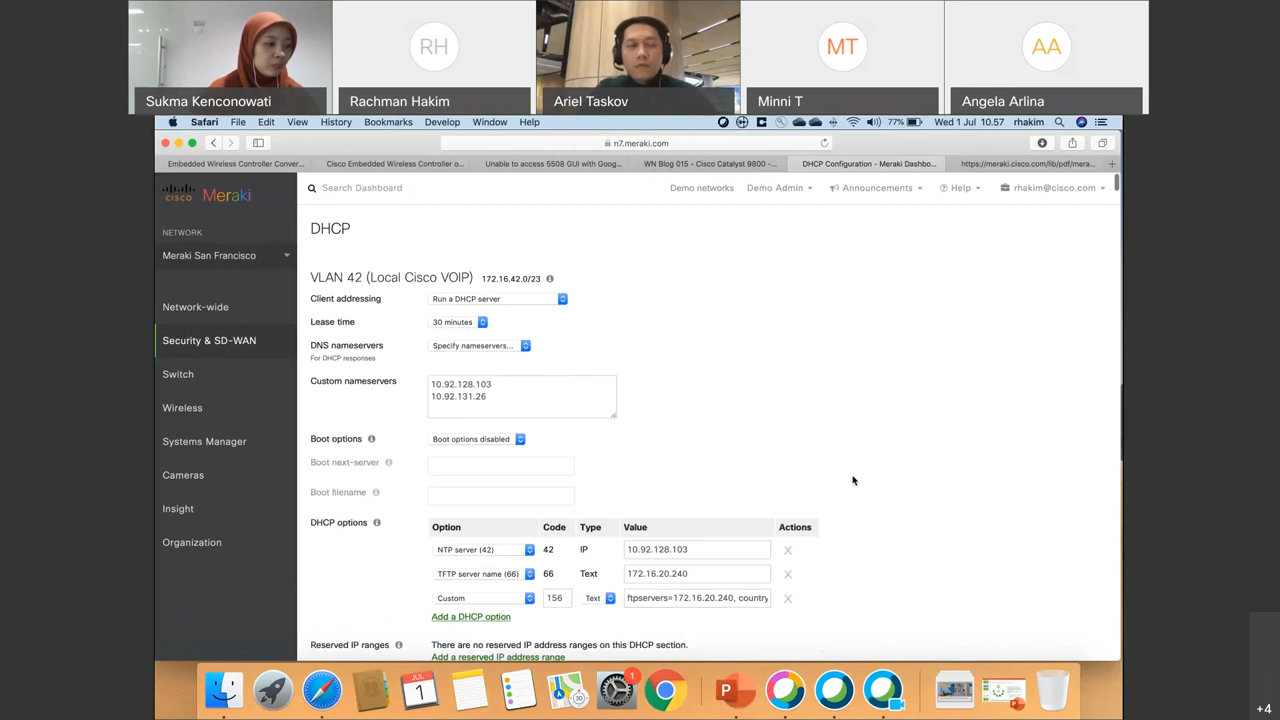 RH
MT
AA
Sukma Kenconowati
Rachman Hakim
Ariel Taskov
Minni T
Angela Arlina
Safari File Edit View History Bookmarks Develop Window Help
77% Wed 1 Jul 10.57 rhakim
n7.meraki.com
Embedded Wireless Controller Conver...
Cisco Embedded Wireless Controller o...
Unable to access 5508 GUI with Goog...
WN Blog 015 – Cisco Catalyst 9800 -...
DHCP Configuration - Meraki Dashbo...
https://meraki.cisco.com/lib/pdf/mera...
cisco Meraki
Search Dashboard
Demo networks
Demo Admin
Announcements
Help
rhakim@cisco.com
NETWORK
Meraki San Francisco
Network-wide
Security & SD-WAN
Switch
Wireless
Systems Manager
Cameras
Insight
Organization
DHCP
VLAN 42 (Local Cisco VOIP) 172.16.42.0/23
Client addressing Run a DHCP server
Lease time 30 minutes
DNS nameservers Specify nameservers...
For DHCP responses
Custom nameservers 10.92.128.103
10.92.131.26
Boot options Boot options disabled
Boot next-server
Boot filename
DHCP options
Option Code Type Value Actions
NTP server (42) 42 IP 10.92.128.103 X
TFTP server name (66) 66 Text 172.16.20.240 X
Custom 156 Text ftpservers=172.16.20.240, country X
Add a DHCP option
Reserved IP ranges There are no reserved IP address ranges on this DHCP section.
Add a reserved IP address range
JUL
1
1
+4